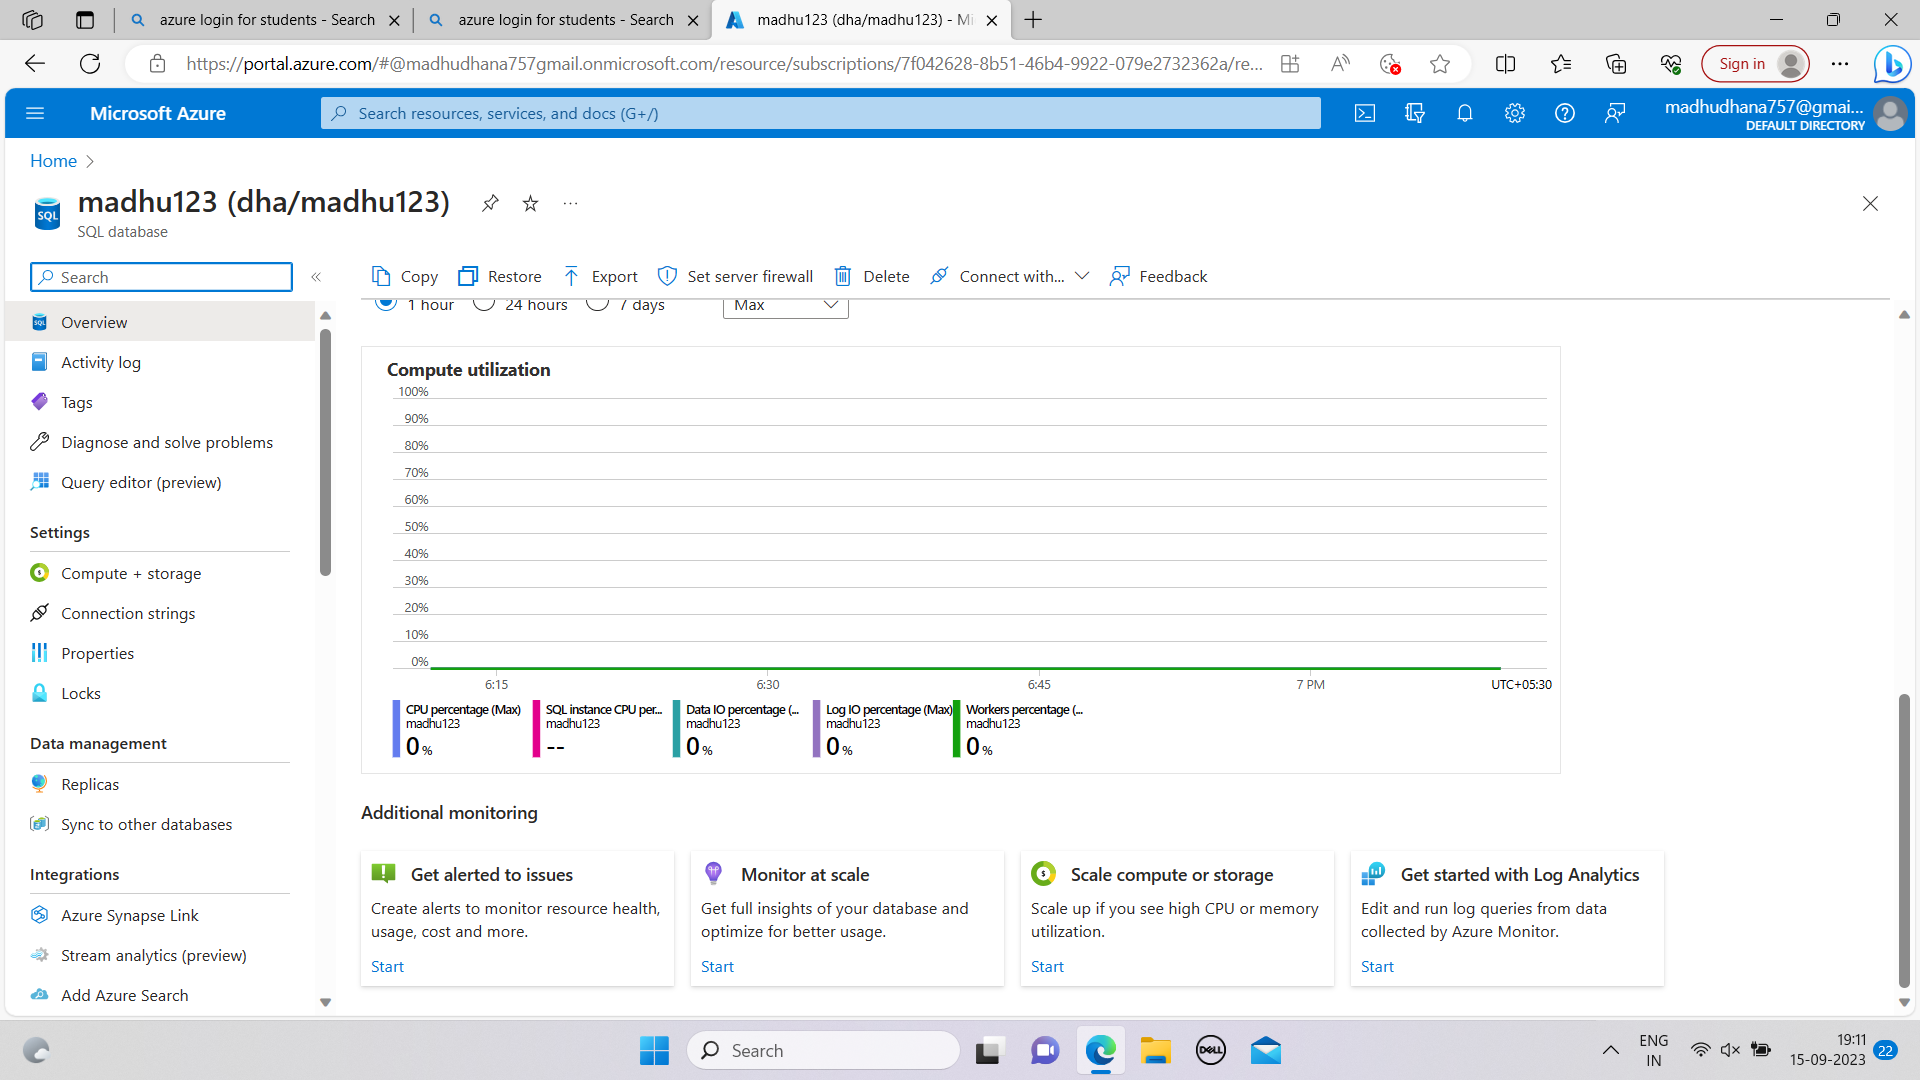 azure login for students - Search
azure login for students - Search
madhu123 (dha/madhu123) - Mi
https://portal.azure.com/#@madhudhana757gmail.onmicrosoft.com/resource/subscriptions/7f042628-8b51-46b4-9922-079e2732362a/re...
Sign in
Microsoft Azure
Search resources, services, and docs (G+/)
madhudhana757@gmai...
DEFAULT DIRECTORY
Home
madhu123 (dha/madhu123)
SQL
SQL database
Search
Copy
Restore
Export
Set server firewall
Delete
Connect with...
Feedback
1 hour
24 hours
7 days
Max
Overview
Activity log
Tags
Diagnose and solve problems
Query editor (preview)
Settings
Compute + storage
Connection strings
Properties
Locks
Data management
Replicas
Sync to other databases
Integrations
Azure Synapse Link
Stream analytics (preview)
Add Azure Search
Compute utilization
100%
90%
80%
70%
60%
50%
40%
30%
20%
10%
0%
6:15
6:30
6:45
7 PM
UTC+05:30
CPU percentage (Max)
madhu123
0 %
SQL instance CPU per...
madhu123
--
Data IO percentage (...
madhu123
0 %
Log IO percentage (Max)
madhu123
0 %
Workers percentage (...
madhu123
0 %
Additional monitoring
Get alerted to issues
Create alerts to monitor resource health,
usage, cost and more.
Start
Monitor at scale
Get full insights of your database and
optimize for better usage.
Start
Scale compute or storage
Scale up if you see high CPU or memory
utilization.
Start
Get started with Log Analytics
Edit and run log queries from data
collected by Azure Monitor.
Start
Search
DELL
ENG
IN
19:11
15-09-2023
22